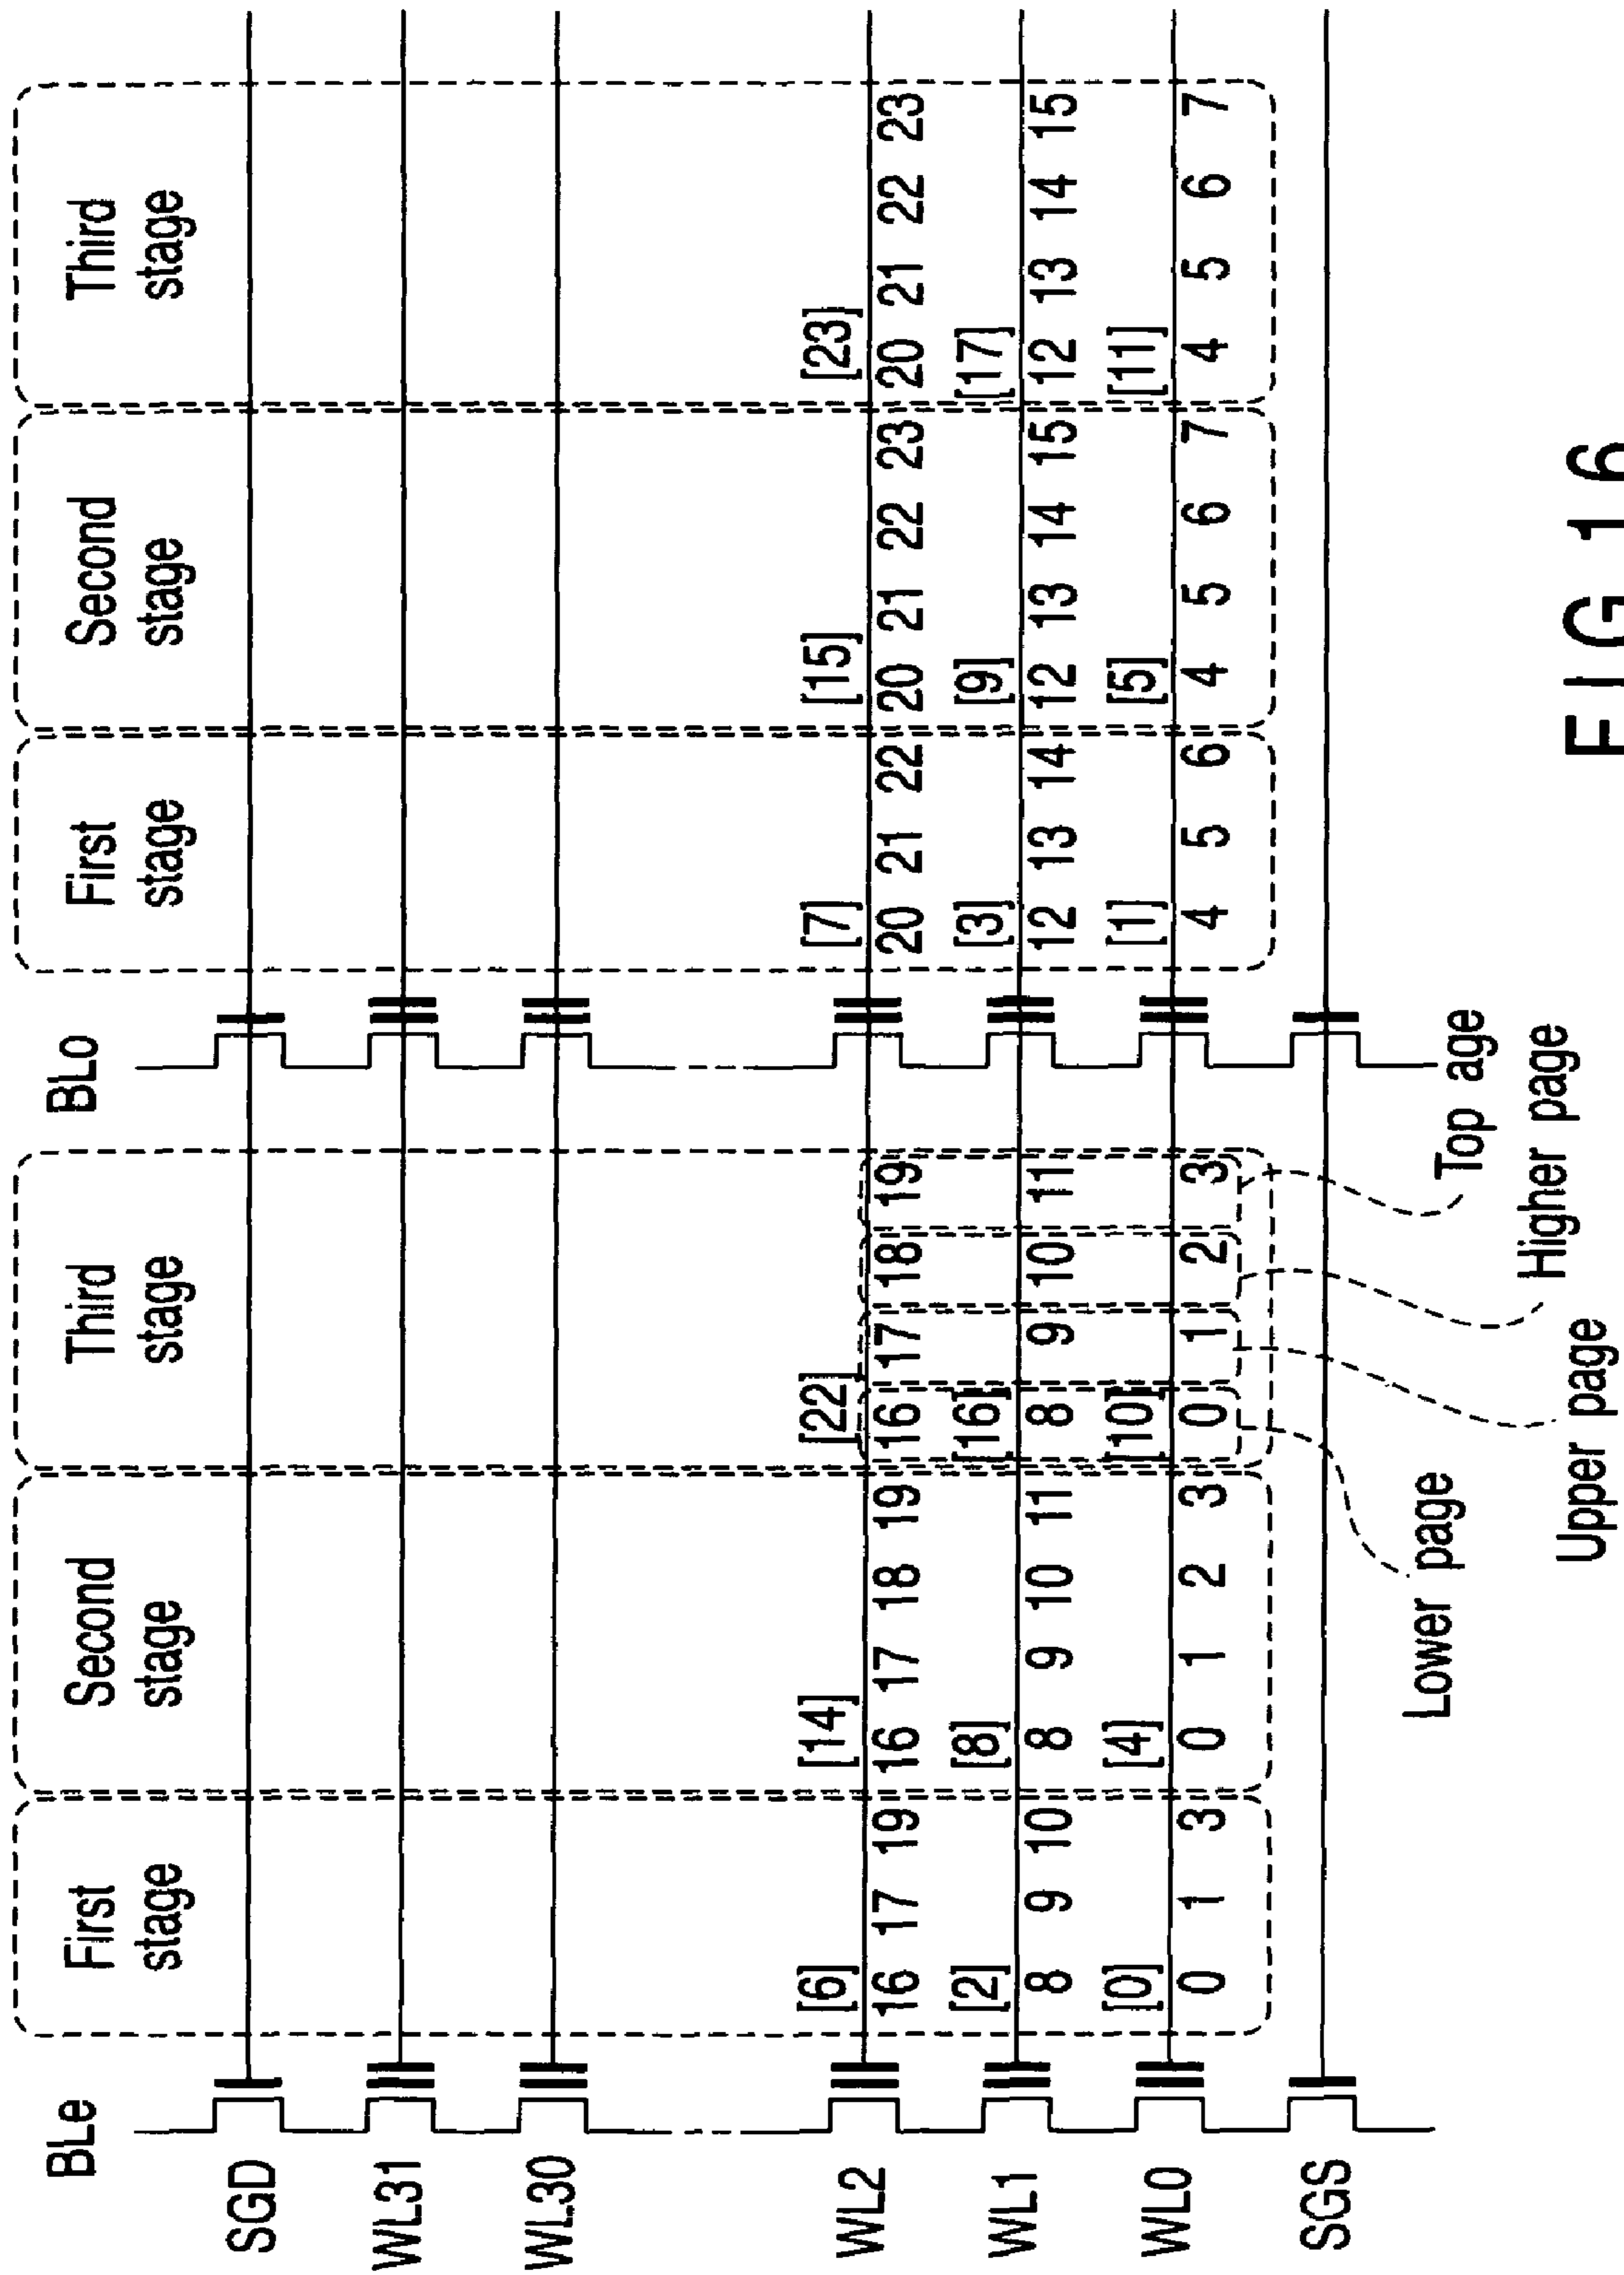 BLe First stage Second stage Third stage BLo First stage Second stage Third stage
SGD
WL31
WL30
[6] [14] [22] [7] [15] [23]
WL2 16 17 19 16 17 18 19 16 17 18 19 20 21 22 20 21 22 23 20 21 22 23
[2] [8] [16] [3] [9] [17]
WL1 8 9 10 8 9 10 11 8 9 10 11 12 13 14 12 13 14 15 12 13 14 15
[0] [4] [10] [1] [5] [11]
WL0 0 1 3 0 1 2 3 0 1 2 3 4 5 6 4 5 6 7 4 5 6 7
SGS
Lower page
Top age
Higher page
Upper page
FIG 16